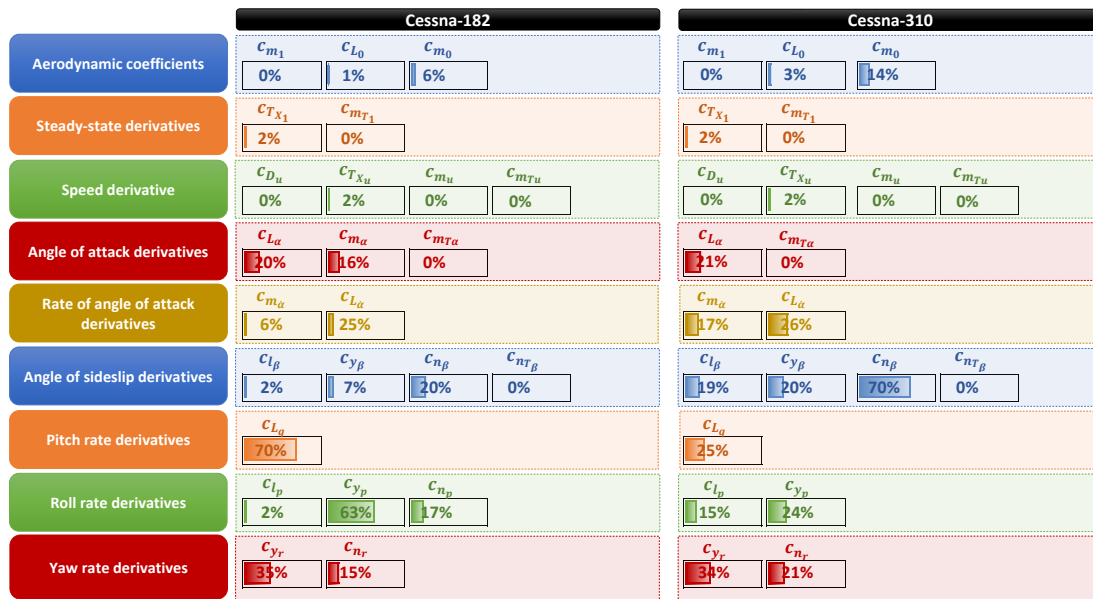 Cessna-182 Cessna-310
Aerodynamic coefficients
c_{m_1} c_{L_0} c_{m_0} c_{m_1} c_{L_0} c_{m_0}
0% 1% 6% 0% 3% 14%
Steady-state derivatives
c_{T_{X_1}} c_{m_{T_1}} c_{T_{X_1}} c_{m_{T_1}}
2% 0% 2% 0%
Speed derivative
c_{D_u} c_{T_{X_u}} c_{m_u} c_{m_{Tu}} c_{D_u} c_{T_{X_u}} c_{m_u} c_{m_{Tu}}
0% 2% 0% 0% 0% 2% 0% 0%
Angle of attack derivatives
c_{L_α} c_{m_α} c_{m_{Tα}} c_{L_α} c_{m_{Tα}}
20% 16% 0% 21% 0%
Rate of angle of attack
derivatives
c_{m_{α̇}} c_{L_{α̇}} c_{m_{α̇}} c_{L_{α̇}}
6% 25% 17% 26%
Angle of sideslip derivatives
c_{l_β} c_{y_β} c_{n_β} c_{n_{T_β}} c_{l_β} c_{y_β} c_{n_β} c_{n_{T_β}}
2% 7% 20% 0% 19% 20% 70% 0%
Pitch rate derivatives
c_{L_q} c_{L_q}
70% 25%
Roll rate derivatives
c_{l_p} c_{y_p} c_{n_p} c_{l_p} c_{y_p}
2% 63% 17% 15% 24%
Yaw rate derivatives
c_{y_r} c_{n_r} c_{y_r} c_{n_r}
35% 15% 34% 21%